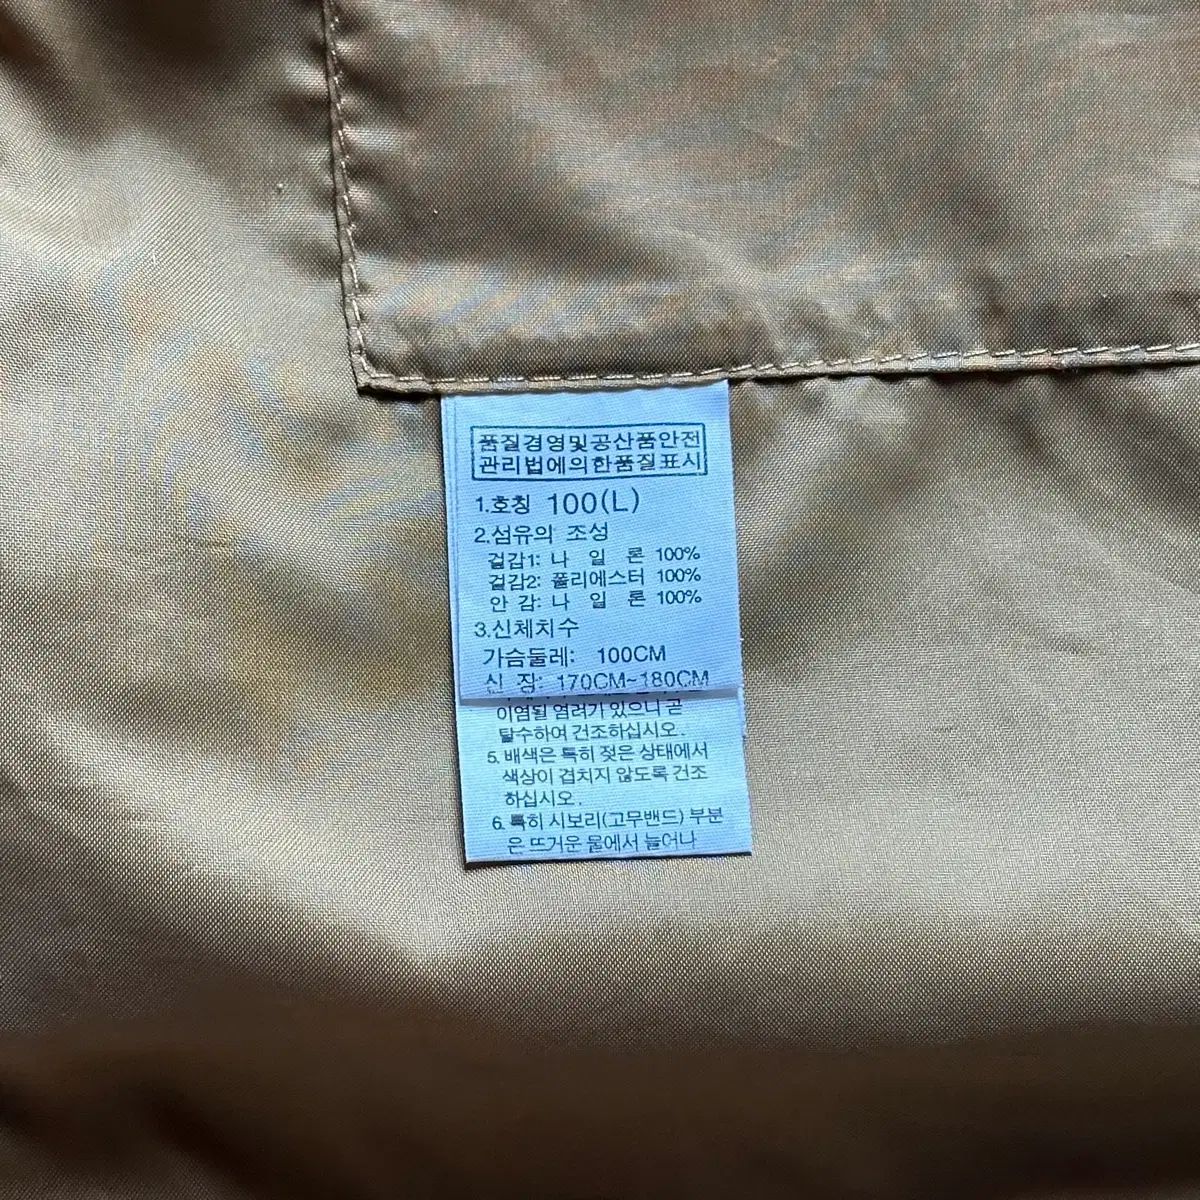 품질경영및공산품안전
관리법에의한품질표시
1.호칭 100(L)
2.섬유의 조성
겉감1: 나 일 론 100%
겉감2: 폴리에스터 100%
안 감: 나 일 론 100%
3.신체치수
가슴둘레: 100CM
신 장: 170CM~180CM
이염될 염려가 있으니 곧
탈수하여 건조하십시오.
5. 배색은 특히 젖은 상태에서
색상이 겹치지 않도록 건조
하십시오.
6. 특히 시보리(고무밴드) 부분
은 뜨거운 물에서 늘어나